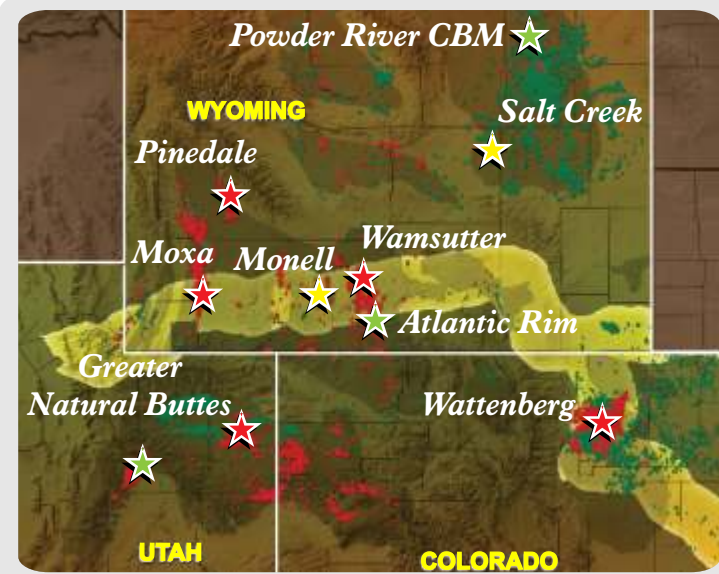 Powder River CBM
WYOMING
Salt Creek
Pinedale
Wamsutter
Moxa
Monell
Atlantic Rim
Greater
Natural Buttes
Wattenberg
UTAH
COLORADO